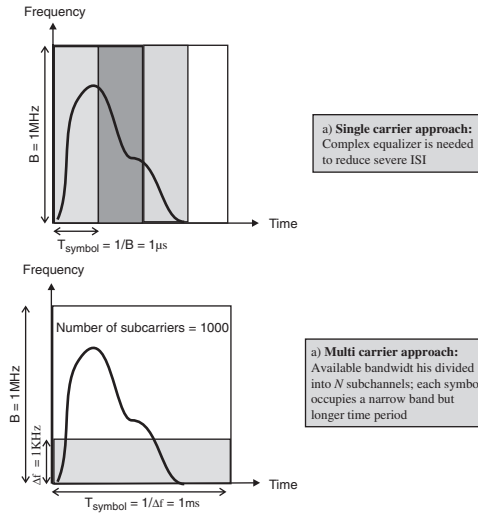 Frequency
B = 1MHz
Time
Tsymbol = 1/B = 1μs
a) Single carrier approach:
Complex equalizer is needed
to reduce severe ISI
Frequency
Number of subcarriers = 1000
B = 1MHz
Δf = 1KHz
Time
Tsymbol = 1/Δf = 1ms
a) Multi carrier approach:
Available bandwidt his divided
into N subchannels; each symbo
occupies a narrow band but
longer time period